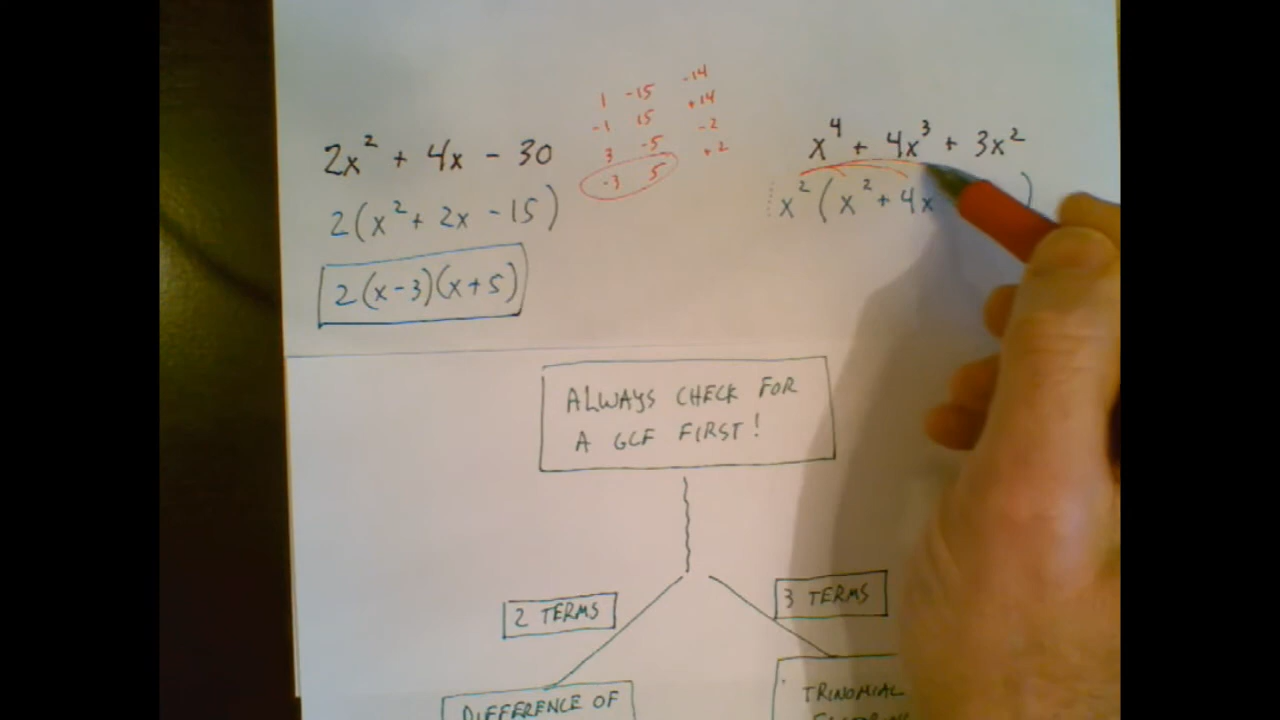 2x² + 4x - 30
2(x² + 2x - 15)
2(x-3)(x+5)
1 -15 -14
-1 15 +14
3 -5 -2
-3 5 +2
x⁴ + 4x³ + 3x²
x² (x² + 4x )
ALWAYS CHECK FOR
A GCF FIRST!
2 TERMS
3 TERMS
DIFFERENCE OF
TRINOMIAL